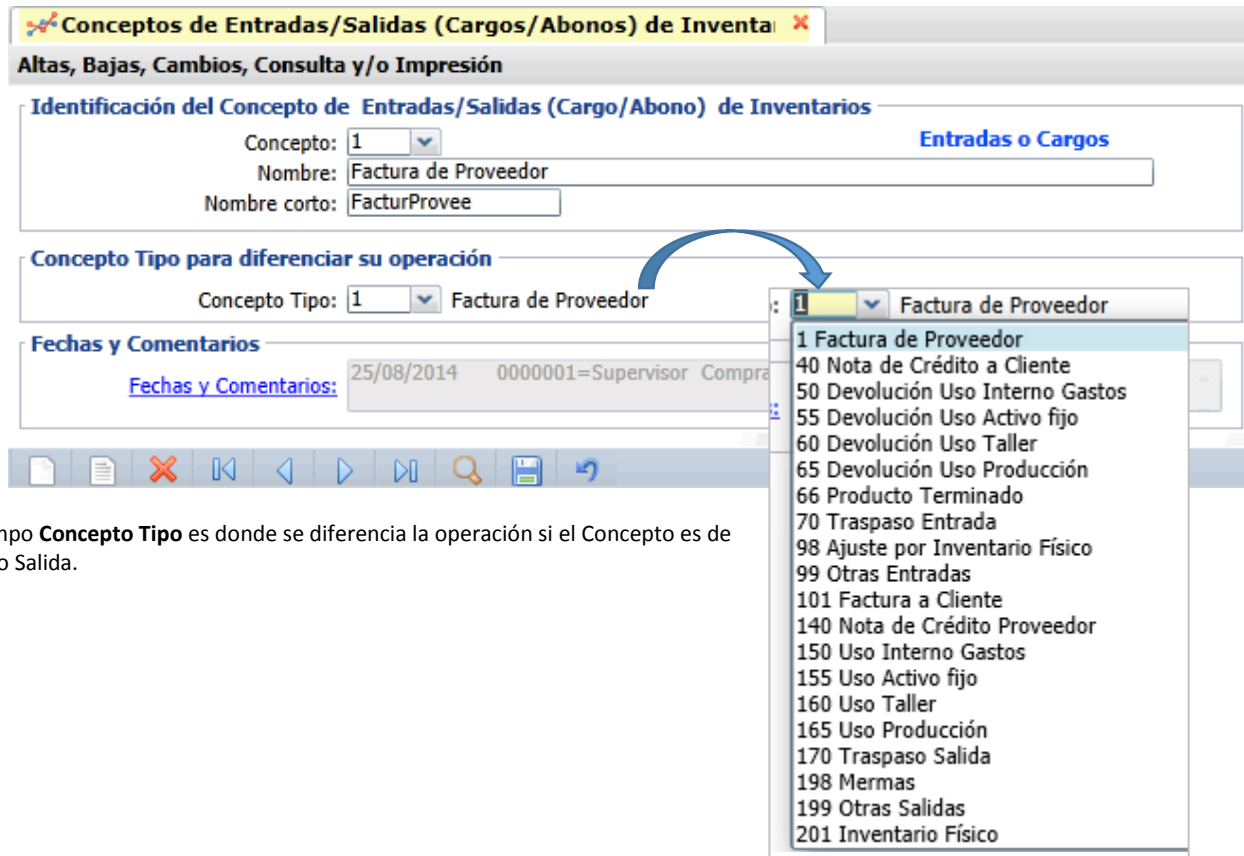 Conceptos de Entradas/Salidas (Cargos/Abonos) de Inventa
Altas, Bajas, Cambios, Consulta y/o Impresión
Identificación del Concepto de Entradas/Salidas (Cargo/Abono) de Inventarios
Concepto: 1 Entradas o Cargos
Nombre: Factura de Proveedor
Nombre corto: FacturProvee
Concepto Tipo para diferenciar su operación
Concepto Tipo: 1 Factura de Proveedor
Fechas y Comentarios
Fechas y Comentarios: 25/08/2014 0000001=Supervisor Compra
: 1 Factura de Proveedor
1 Factura de Proveedor
40 Nota de Crédito a Cliente
50 Devolución Uso Interno Gastos
55 Devolución Uso Activo fijo
60 Devolución Uso Taller
65 Devolución Uso Producción
66 Producto Terminado
70 Traspaso Entrada
98 Ajuste por Inventario Físico
99 Otras Entradas
101 Factura a Cliente
140 Nota de Crédito Proveedor
150 Uso Interno Gastos
155 Uso Activo fijo
160 Uso Taller
165 Uso Producción
170 Traspaso Salida
198 Mermas
199 Otras Salidas
201 Inventario Físico
mpo Concepto Tipo es donde se diferencia la operación si el Concepto es de
o Salida.